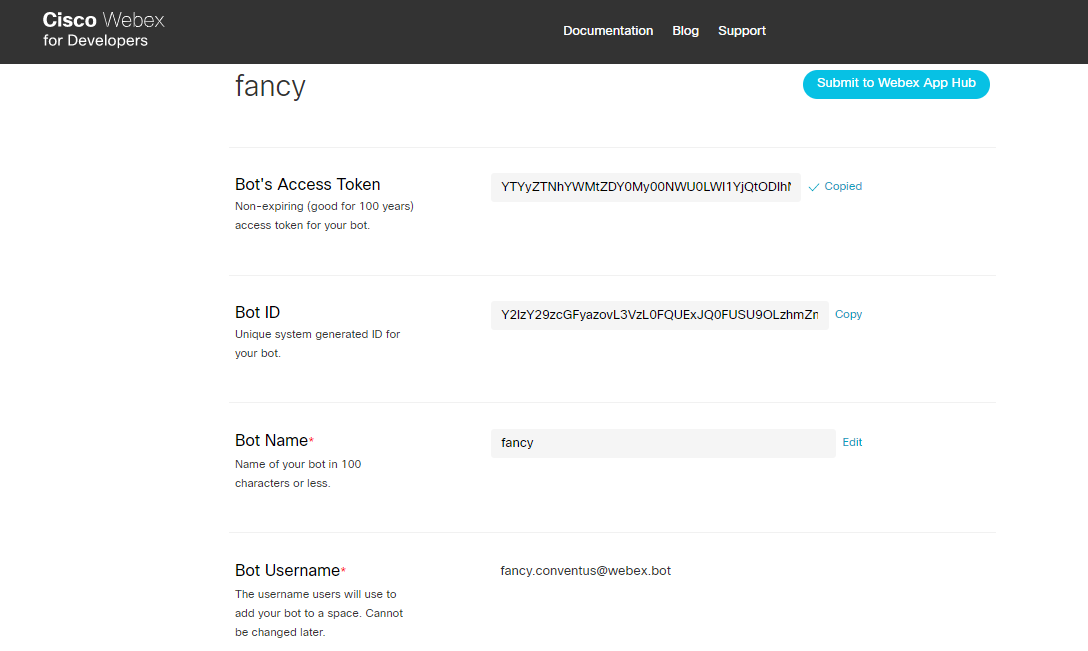 Cisco Webex
for Developers
Documentation Blog Support
fancy
Submit to Webex App Hub
Bot's Access Token
Non-expiring (good for 100 years)
access token for your bot.
Copied
Bot ID
Unique system generated ID for
your bot.
Copy
Bot Name*
Name of your bot in 100
characters or less.
fancy
Edit
Bot Username*
The username users will use to
add your bot to a space. Cannot
be changed later.
fancy.conventus@webex.bot